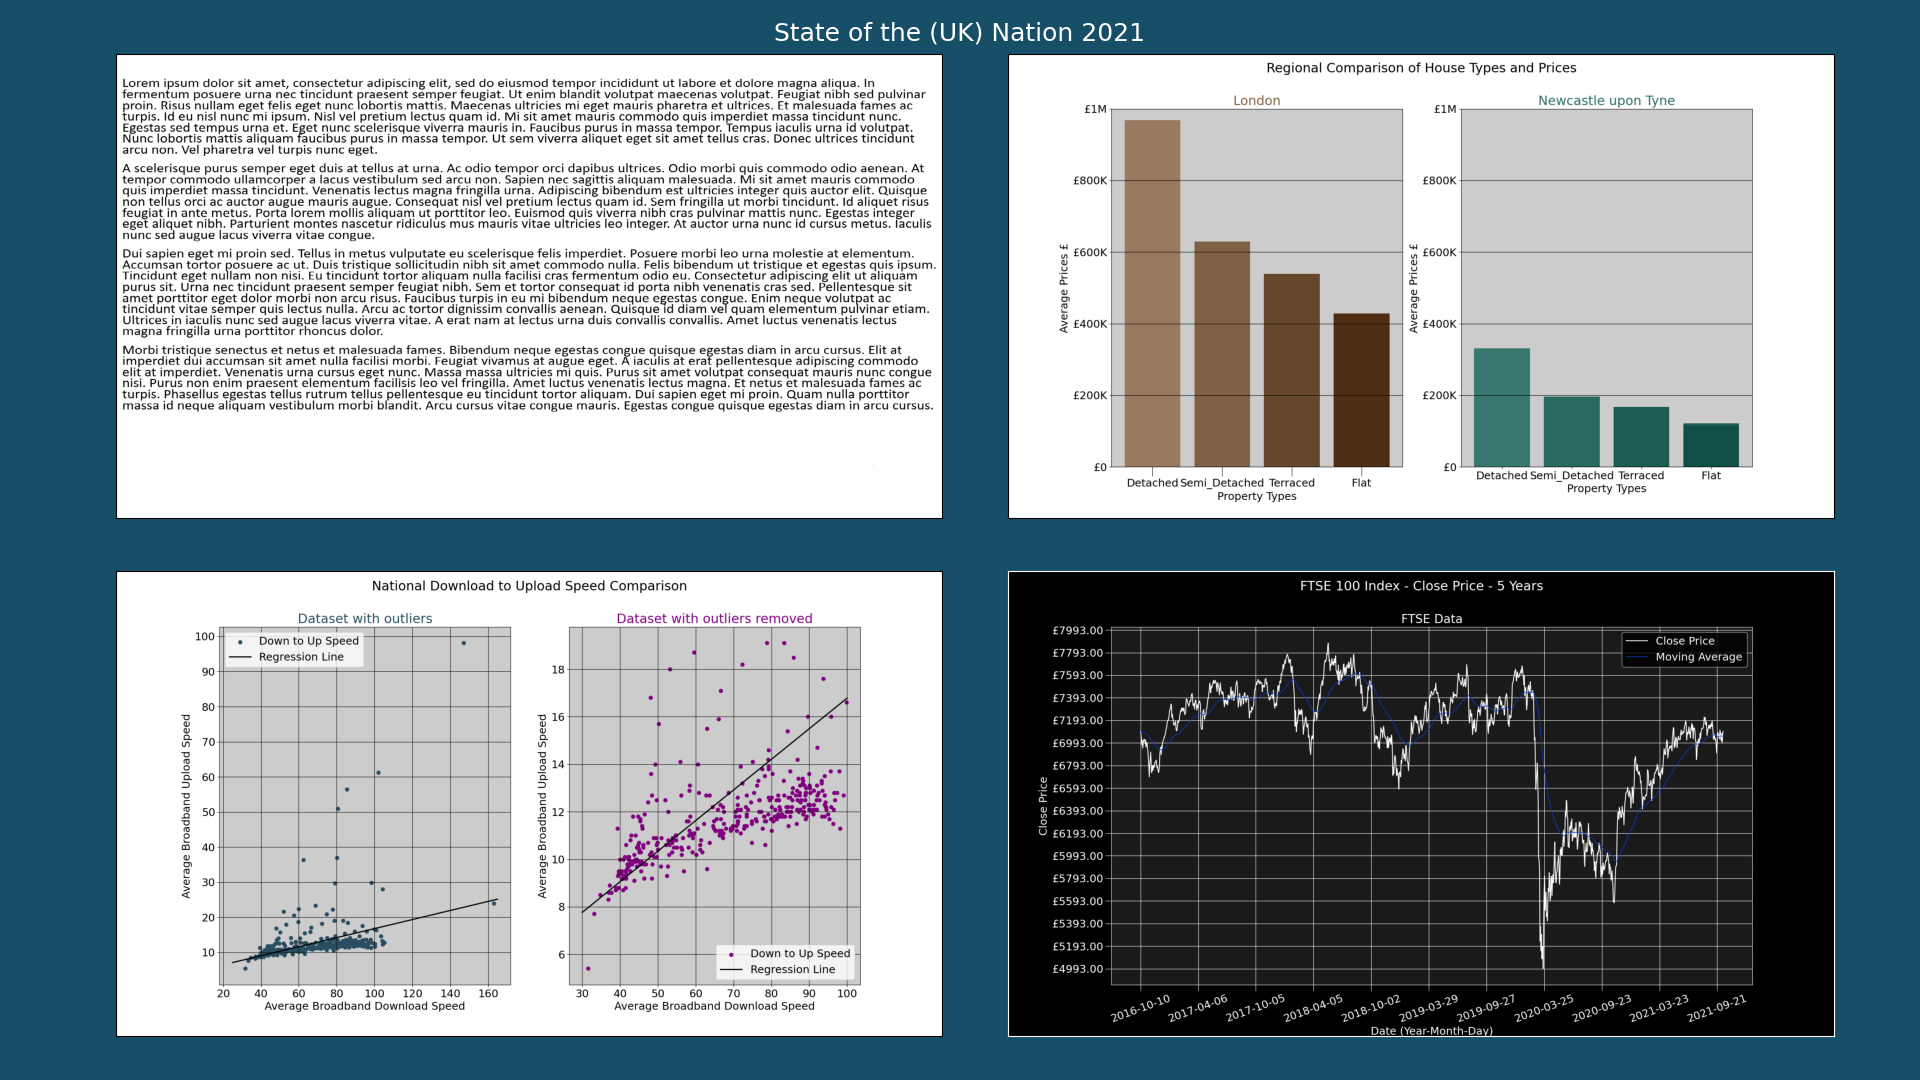 State of the (UK) Nation 2021
Lorem ipsum dolor sit amet, consectetur adipiscing elit, sed do eiusmod tempor incididunt ut labore et dolore magna aliqua. In
fermentum posuere urna nec tincidunt praesent semper feugiat. Ut enim blandit volutpat maecenas volutpat. Feugiat nibh sed pulvinar
proin. Risus nullam eget felis eget nunc lobortis mattis. Maecenas ultricies mi eget mauris pharetra et ultrices. Et malesuada fames ac
turpis. Id eu nisl nunc mi ipsum. Nisl vel pretium lectus quam id. Mi sit amet mauris commodo quis imperdiet massa tincidunt nunc.
Egestas sed tempus urna et. Eget nunc scelerisque viverra mauris in. Faucibus purus in massa tempor. Tempus iaculis urna id volutpat.
Nunc lobortis mattis aliquam faucibus purus in massa tempor. Ut sem viverra aliquet eget sit amet tellus cras. Donec ultrices tincidunt
arcu non. Vel pharetra vel turpis nunc eget.
A scelerisque purus semper eget duis at tellus at urna. Ac odio tempor orci dapibus ultrices. Odio morbi quis commodo odio aenean. At
tempor commodo ullamcorper a lacus vestibulum sed arcu non. Sapien nec sagittis aliquam malesuada. Mi sit amet mauris commodo
quis imperdiet massa tincidunt. Venenatis lectus magna fringilla urna. Adipiscing bibendum est ultricies integer quis auctor elit. Quisque
non tellus orci ac auctor augue mauris augue. Consequat nisl vel pretium lectus quam id. Sem fringilla ut morbi tincidunt. Id aliquet risus
feugiat in ante metus. Porta lorem mollis aliquam ut porttitor leo. Euismod quis viverra nibh cras pulvinar mattis nunc. Egestas integer
eget aliquet nibh. Parturient montes nascetur ridiculus mus mauris vitae ultricies leo integer. At auctor urna nunc id cursus metus. Iaculis
nunc sed augue lacus viverra vitae congue.
Dui sapien eget mi proin sed. Tellus in metus vulputate eu scelerisque felis imperdiet. Posuere morbi leo urna molestie at elementum.
Accumsan tortor posuere ac ut. Duis tristique sollicitudin nibh sit amet commodo nulla. Felis bibendum ut tristique et egestas quis ipsum.
Tincidunt eget nullam non nisi. Eu tincidunt tortor aliquam nulla facilisi cras fermentum odio eu. Consectetur adipiscing elit ut aliquam
purus sit. Urna nec tincidunt praesent semper feugiat nibh. Sem et tortor consequat id porta nibh venenatis cras sed. Pellentesque sit
amet porttitor eget dolor morbi non arcu risus. Faucibus turpis in eu mi bibendum neque egestas congue. Enim neque volutpat ac
tincidunt vitae semper quis lectus nulla. Arcu ac tortor dignissim convallis aenean. Quisque id diam vel quam elementum pulvinar etiam.
Ultrices in iaculis nunc sed augue lacus viverra vitae. A erat nam at lectus urna duis convallis convallis. Amet luctus venenatis lectus
magna fringilla urna porttitor rhoncus dolor.
Morbi tristique senectus et netus et malesuada fames. Bibendum neque egestas congue quisque egestas diam in arcu cursus. Elit at
imperdiet dui accumsan sit amet nulla facilisi morbi. Feugiat vivamus at augue eget. A iaculis at erat pellentesque adipiscing commodo
elit at imperdiet. Venenatis urna cursus eget nunc. Massa massa ultricies mi quis. Purus sit amet volutpat consequat mauris nunc congue
nisi. Purus non enim praesent elementum facilisis leo vel fringilla. Amet luctus venenatis lectus magna. Et netus et malesuada fames ac
turpis. Phasellus egestas tellus rutrum tellus pellentesque eu tincidunt tortor aliquam. Dui sapien eget mi proin. Quam nulla porttitor
massa id neque aliquam vestibulum morbi blandit. Arcu cursus vitae congue mauris. Egestas congue quisque egestas diam in arcu cursus.
Regional Comparison of House Types and Prices
London
£1M
£800K
£600K
£400K
£200K
£0
Average Prices £
Detached Semi_Detached Terraced Flat
Property Types
Newcastle upon Tyne
£1M
£800K
£600K
£400K
£200K
£0
Average Prices £
Detached Semi_Detached Terraced Flat
Property Types
National Download to Upload Speed Comparison
Dataset with outliers
Down to Up Speed
Regression Line
100
90
80
70
60
50
40
30
20
10
Average Broadband Upload Speed
20 40 60 80 100 120 140 160
Average Broadband Download Speed
Dataset with outliers removed
18
16
14
12
10
8
6
Average Broadband Upload Speed
Down to Up Speed
Regression Line
30 40 50 60 70 80 90 100
Average Broadband Download Speed
FTSE 100 Index - Close Price - 5 Years
FTSE Data
Close Price
Moving Average
£7993.00
£7793.00
£7593.00
£7393.00
£7193.00
£6993.00
£6793.00
£6593.00
£6393.00
£6193.00
£5993.00
£5793.00
£5593.00
£5393.00
£5193.00
£4993.00
Close Price
2016-10-10 2017-04-06 2017-10-05 2018-04-05 2018-10-02 2019-03-29 2019-09-27 2020-03-25 2020-09-23 2021-03-23 2021-09-21
Date (Year-Month-Day)